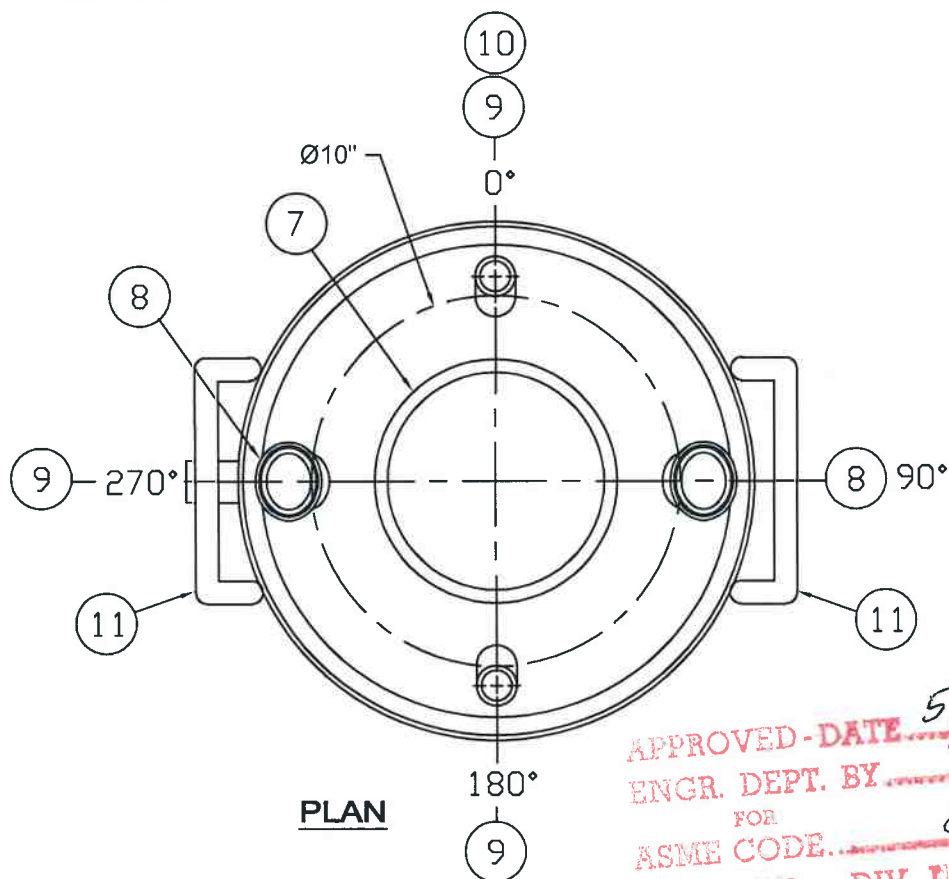 10
9
0°
Ø10"
7
8
9
270°
8
90°
11
11
180°
9
PLAN
APPROVED-DATE 5
ENGR. DEPT. BY
FOR
ASME CODE
DIV.